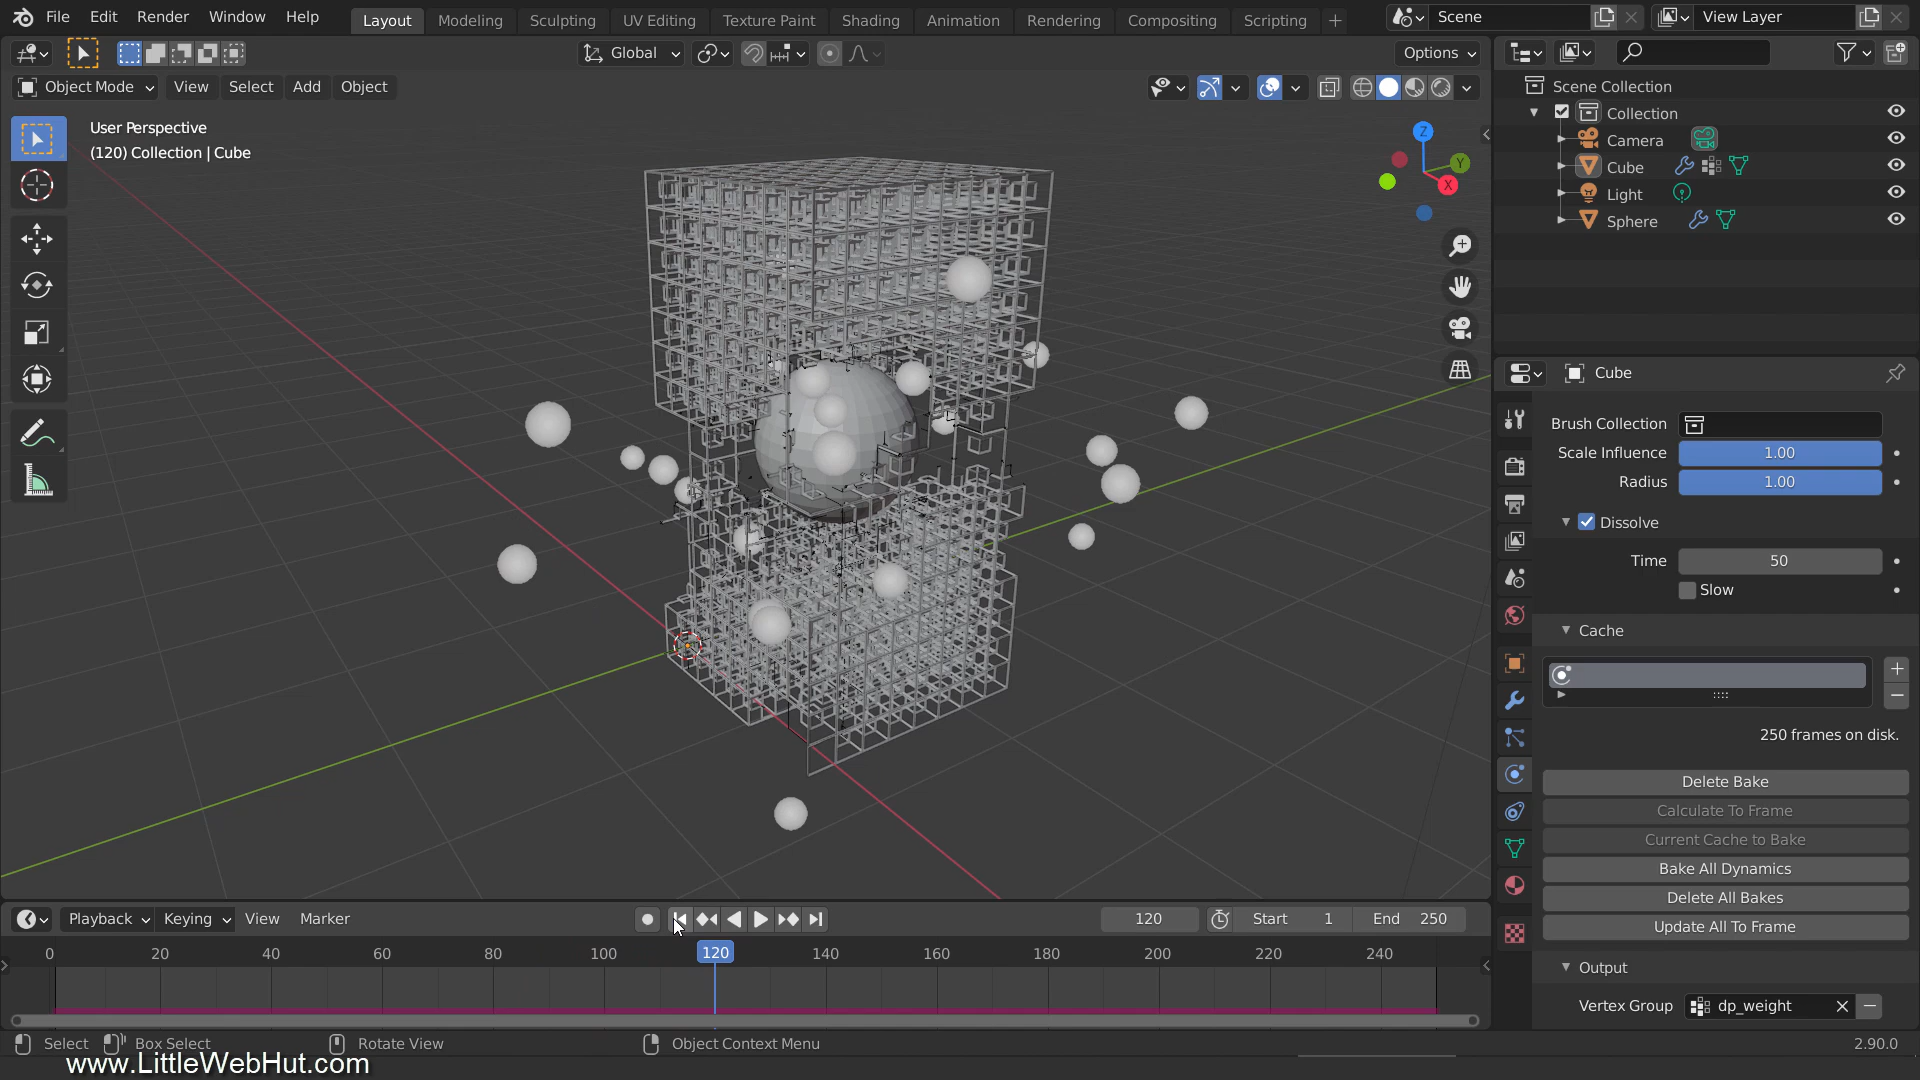 File Edit Render Window Help Layout Modeling Sculpting UV Editing Texture Paint Shading Animation Rendering Compositing Scripting + Scene View Layer
Global Options
Object Mode View Select Add Object
User Perspective
(120) Collection | Cube
Z
Y
X
Scene Collection
Collection
Camera
Cube
Light
Sphere
Cube
Brush Collection
Scale Influence 1.00
Radius 1.00
Dissolve
Time 50
Slow
Cache
250 frames on disk.
Delete Bake
Calculate To Frame
Current Cache to Bake
Bake All Dynamics
Delete All Bakes
Update All To Frame
Output
Vertex Group dp_weight
Playback Keying View Marker 120 Start 1 End 250
0 20 40 60 80 100 120 140 160 180 200 220 240
Select Box Select Rotate View Object Context Menu 2.90.0
www.LittleWebHut.com